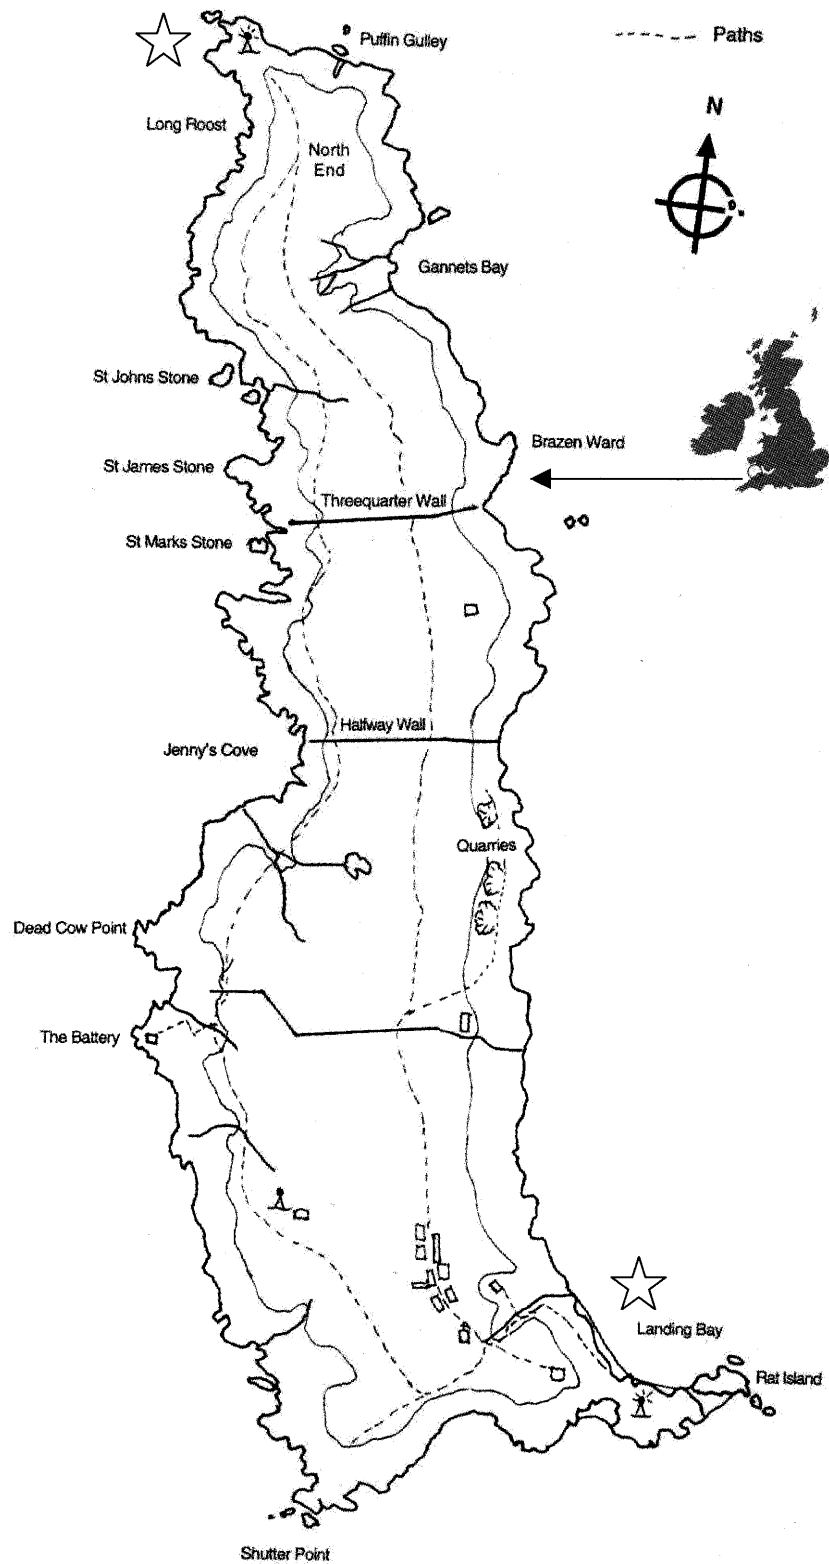 Puffin Gulley
Paths
N
Long Roost
North
End
Gannets Bay
St Johns Stone
Brazen Ward
St James Stone
Threequarter Wall
St Marks Stone
Halfway Wall
Jenny's Cove
Quarries
Dead Cow Point
The Battery
Landing Bay
Rat Island
Shutter Point